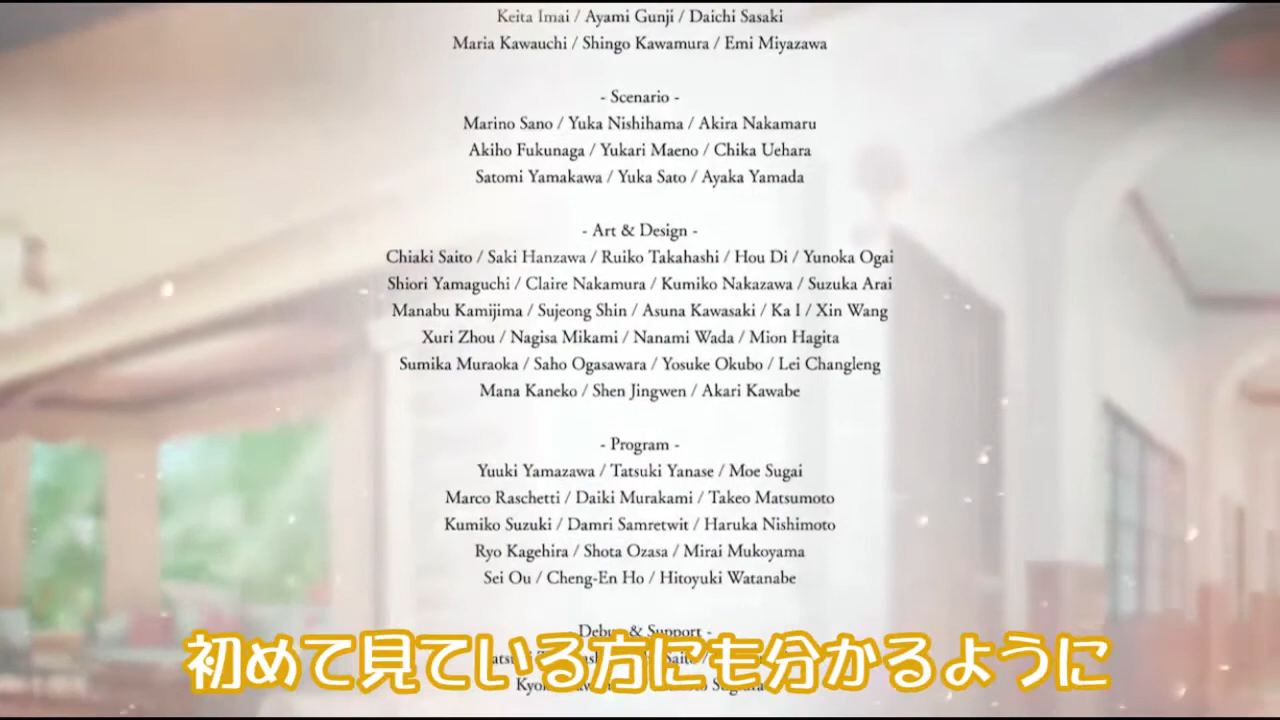 Keita Imai / Ayami Gunji / Daichi Sasaki
Maria Kawauchi / Shingo Kawamura / Emi Miyazawa
- Scenario -
Marino Sano / Yuka Nishihama / Akira Nakamaru
Akiho Fukunaga / Yukari Maeno / Chika Uehara
Satomi Yamakawa / Yuka Sato / Ayaka Yamada
- Art & Design -
Chiaki Saito / Saki Hanzawa / Ruiko Takahashi / Hou Di / Yunoka Ogai
Shiori Yamaguchi / Claire Nakamura / Kumiko Nakazawa / Suzuka Arai
Manabu Kamijima / Sujeong Shin / Asuna Kawasaki / Ka I / Xin Wang
Xuri Zhou / Nagisa Mikami / Nanami Wada / Mion Hagita
Sumika Muraoka / Saho Ogasawara / Yosuke Okubo / Lei Changleng
Mana Kaneko / Shen Jingwen / Akari Kawabe
- Program -
Yuuki Yamazawa / Tatsuki Yanase / Moe Sugai
Marco Raschetti / Daiki Murakami / Takeo Matsumoto
Kumiko Suzuki / Damri Samretwit / Haruka Nishimoto
Ryo Kagehira / Shota Ozasa / Mirai Mukoyama
Sei Ou / Cheng-En Ho / Hitoyuki Watanabe
- Debug & Support -
初めて見ている方にも分かるように